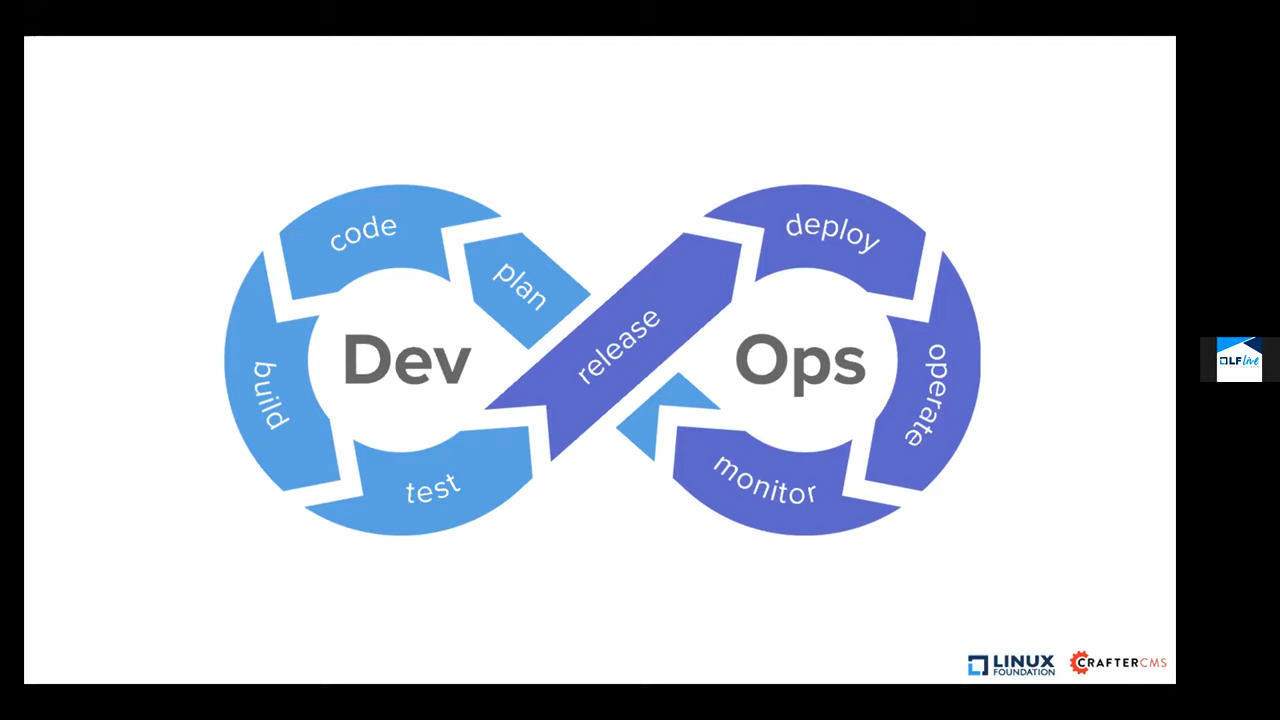 code
plan
build
Dev
test
release
deploy
Ops
operate
monitor
LINUX
FOUNDATION
CRAFTERCMS
LF live